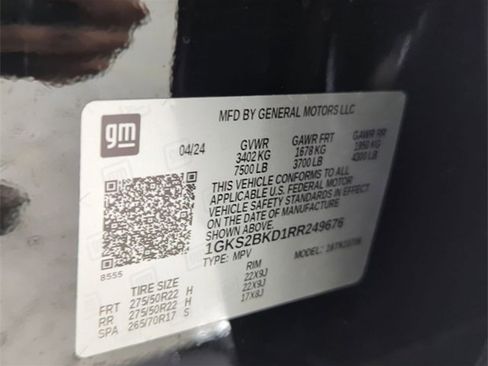 gm
MFD BY GENERAL MOTORS LLC
04/24 GVWR GAWR FRT GAWR RR
3402 KG 1678 KG 1950 KG
7500 LB 3700 LB 4300 LB
THIS VEHICLE CONFORMS TO ALL
APPLICABLE U.S. FEDERAL MOTOR
VEHICLE SAFETY STANDARDS IN EFFECT
ON THE DATE OF MANUFACTURE
SHOWN ABOVE.
1GKS2BKD1RR249676
TYPE: MPV MODEL:
8555
TIRE SIZE RIM
FRT 275/50R22 H 22X9J
RR 275/50R22 H 22X9J
SPA 265/70R17 S 17X8J